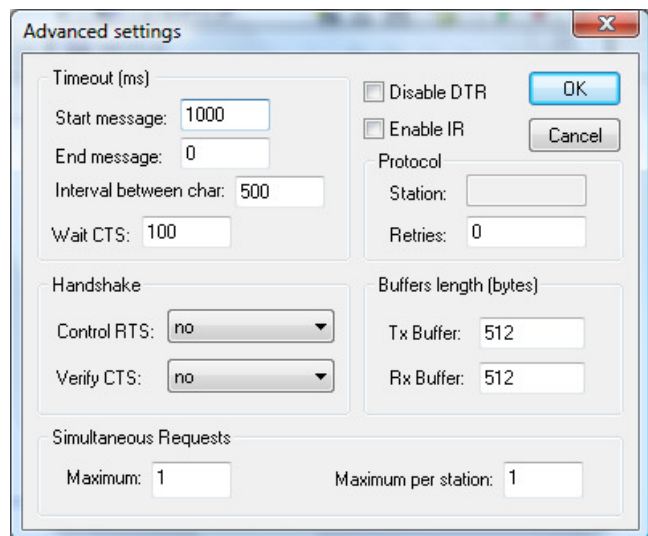 Advanced settings
Timeout (ms)
Start message: 1000
End message: 0
Interval between char: 500
Wait CTS: 100
Disable DTR
Enable IR
OK
Cancel
Protocol
Station:
Retries: 0
Handshake
Control RTS: no
Verify CTS: no
Buffers length (bytes)
Tx Buffer: 512
Rx Buffer: 512
Simultaneous Requests
Maximum: 1
Maximum per station: 1